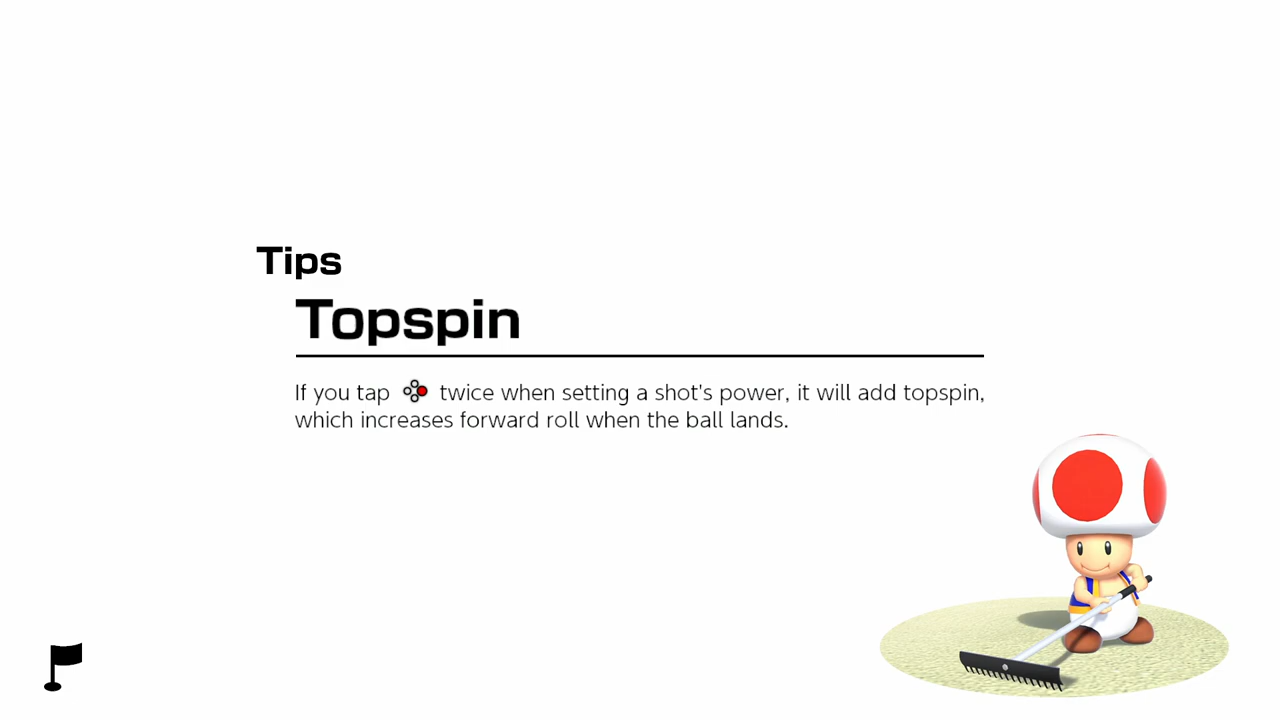 Tips
Topspin
If you tap twice when setting a shot's power, it will add topspin,
which increases forward roll when the ball lands.